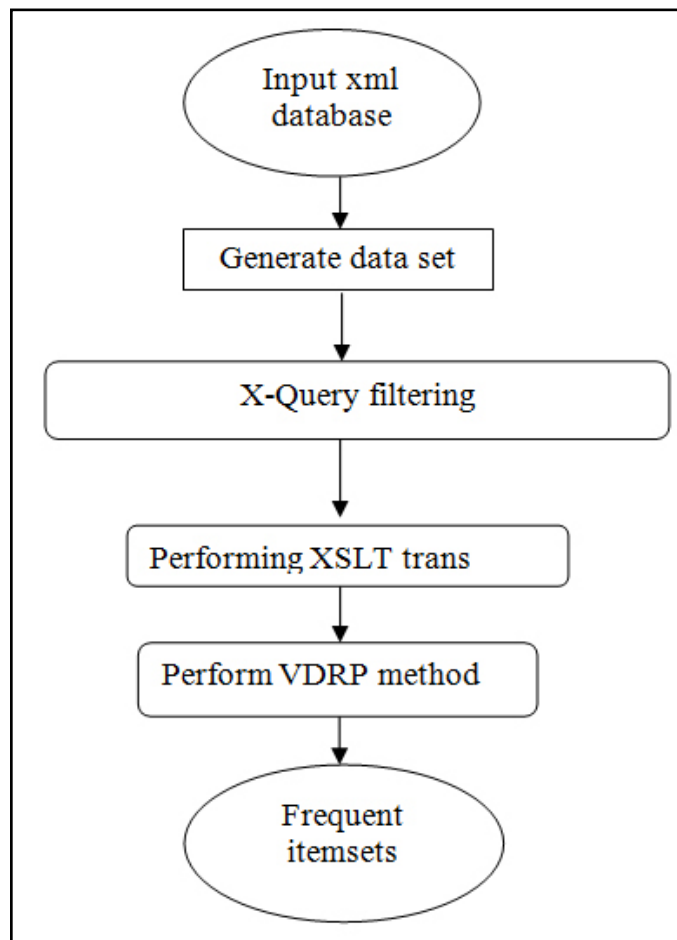 Input xml
database
Generate data set
X-Query filtering
Performing XSLT trans
Perform VDRP method
Frequent
itemsets